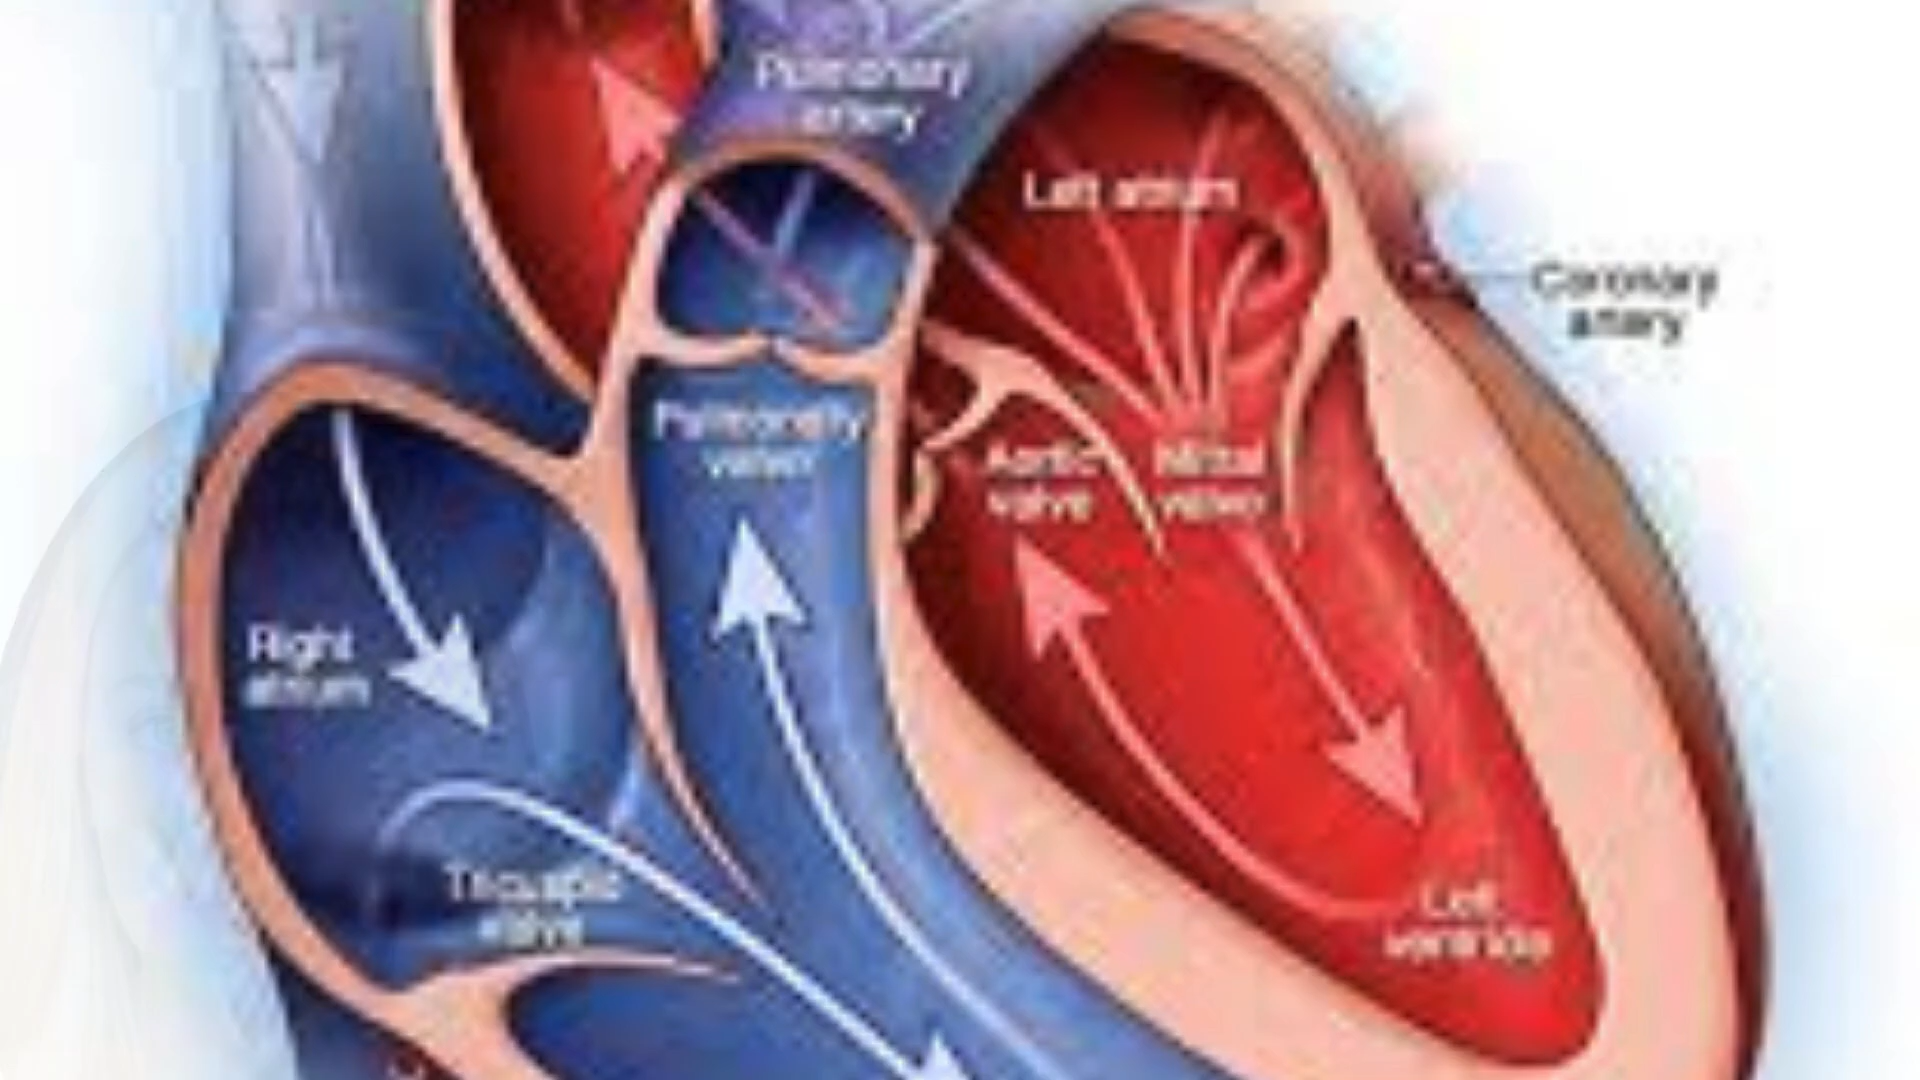 Pulmonary
artery
Left atrium
Coronary
artery
Pulmonary
valve
Aortic
valve
Mitral
valve
Right
atrium
Tricuspid
valve
Left
ventricle